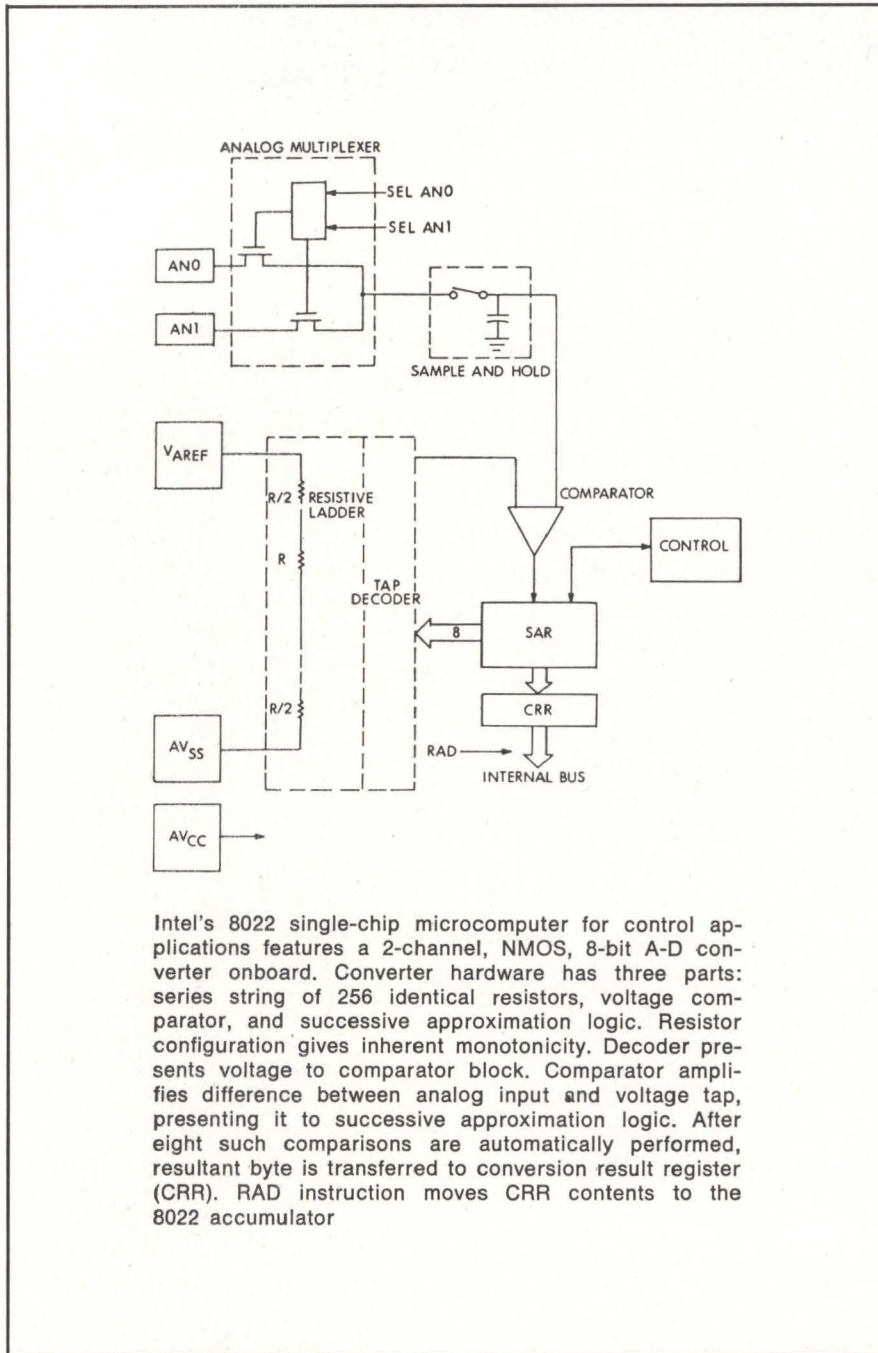 ANALOG MULTIPLEXER
SEL AN0
SEL AN1
AN0
AN1
SAMPLE AND HOLD
VAREF
R/2
RESISTIVE
LADDER
R
TAP
DECODER
COMPARATOR
CONTROL
8
SAR
R/2
CRR
AVSS
RAD
INTERNAL BUS
AVCC
Intel's 8022 single-chip microcomputer for control ap-
plications features a 2-channel, NMOS, 8-bit A-D con-
verter onboard. Converter hardware has three parts:
series string of 256 identical resistors, voltage com-
parator, and successive approximation logic. Resistor
configuration gives inherent monotonicity. Decoder pre-
sents voltage to comparator block. Comparator ampli-
fies difference between analog input and voltage tap,
presenting it to successive approximation logic. After
eight such comparisons are automatically performed,
resultant byte is transferred to conversion result register
(CRR). RAD instruction moves CRR contents to the
8022 accumulator